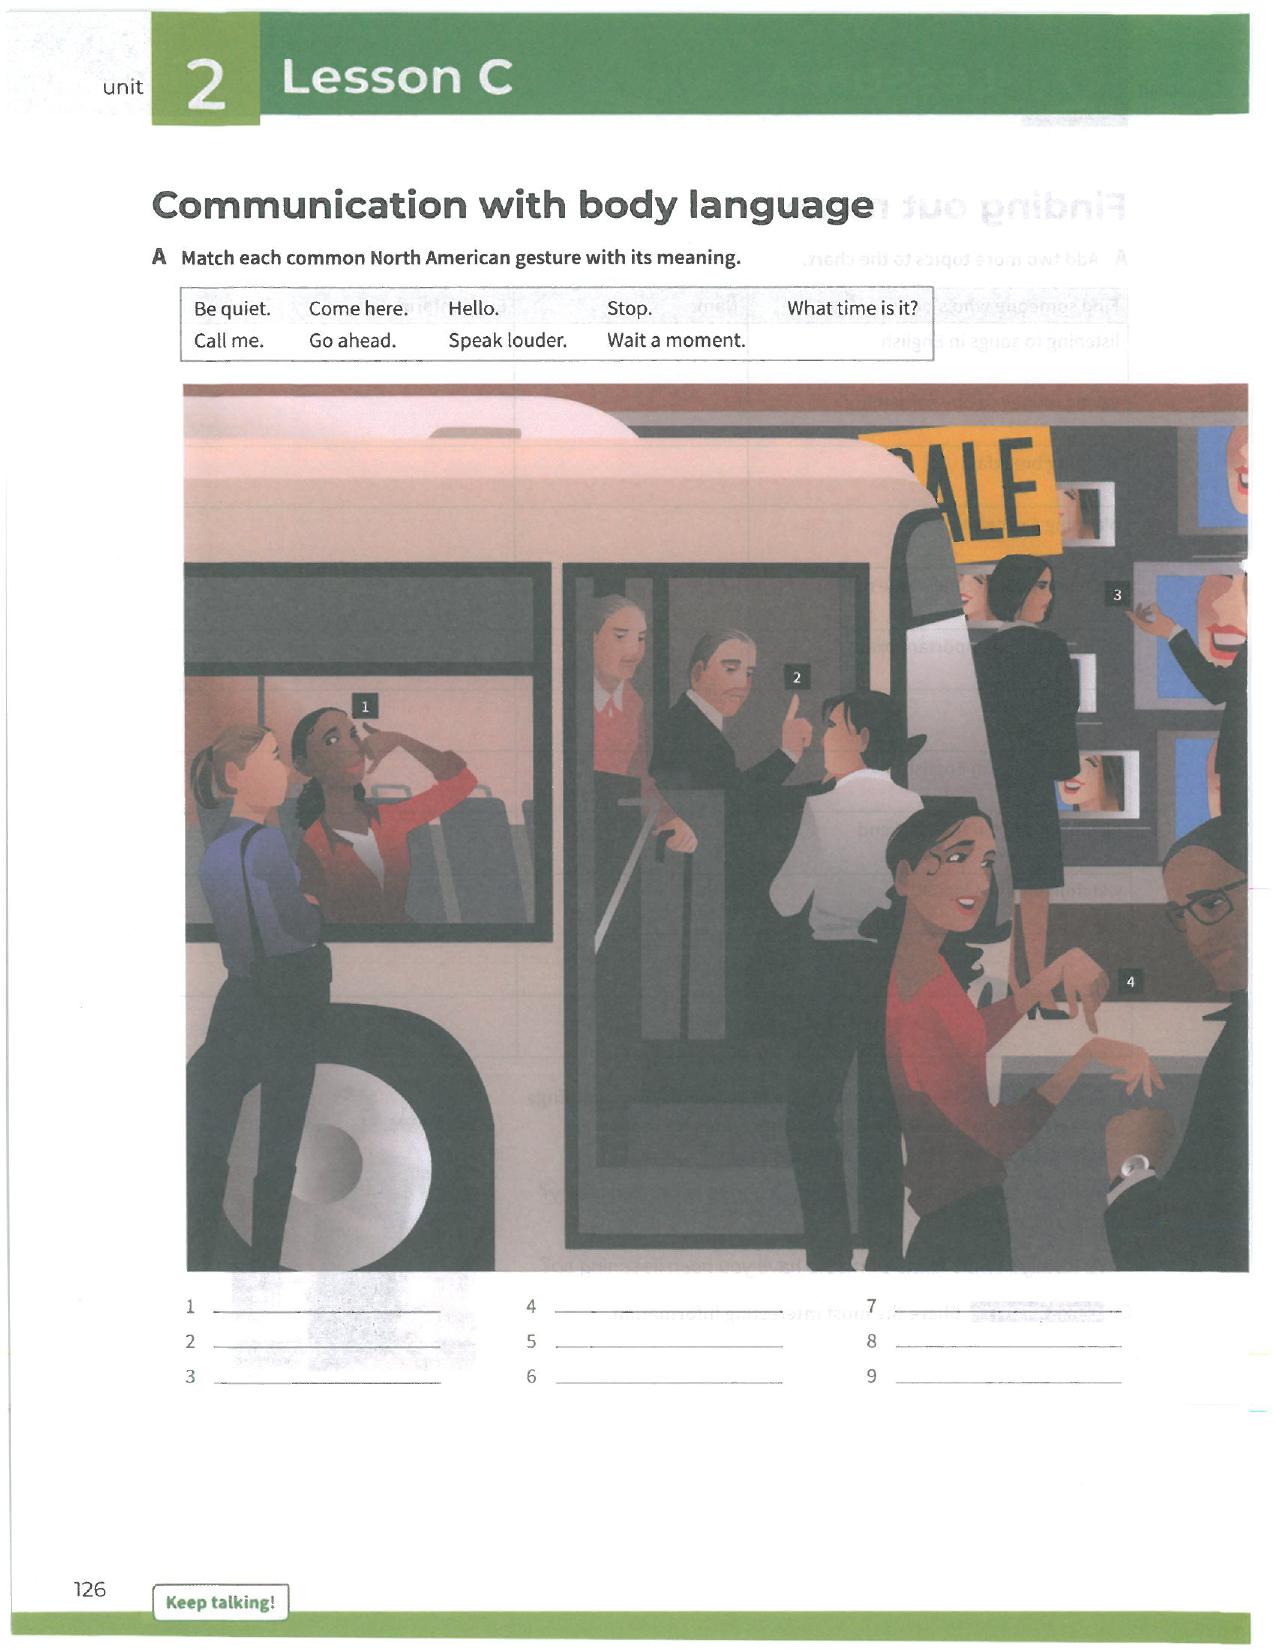 unit 2 Lesson C
Communication with body language
A Match each common North American gesture with its meaning.
Be quiet. Come here. Hello. Stop. What time is it?
Call me. Go ahead. Speak louder. Wait a moment.
ALE
1
2
3
4
1 4 7
2 5 8
3 6 9
126 Keep talking!